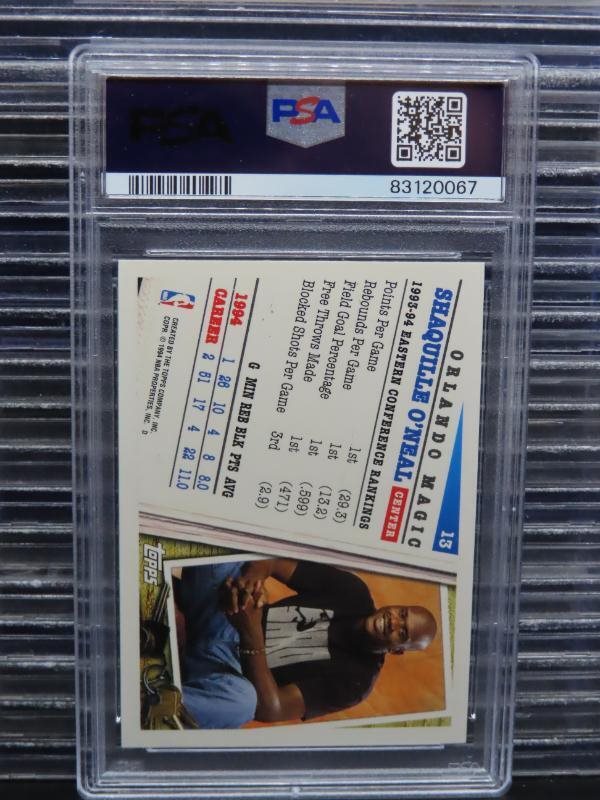 PSA
PSA
83120067
13
ORLANDO MAGIC
SHAQUILLE O'NEAL CENTER
1993-94 EASTERN CONFERENCE RANKINGS
Points Per Game 1st (29.3)
Rebounds Per Game 1st (13.2)
Field Goal Percentage 1st (.599)
Free Throws Made 1st (471)
Blocked Shots Per Game 3rd (2.9)
G MIN REB BLK PTS AVG
1994 1 26 10 4 8 8.0
CAREER 2 51 17 4 22 11.0
CREATED BY THE TOPPS COMPANY, INC.
COPR. © 1994 NBA PROPERTIES, INC. D
topps